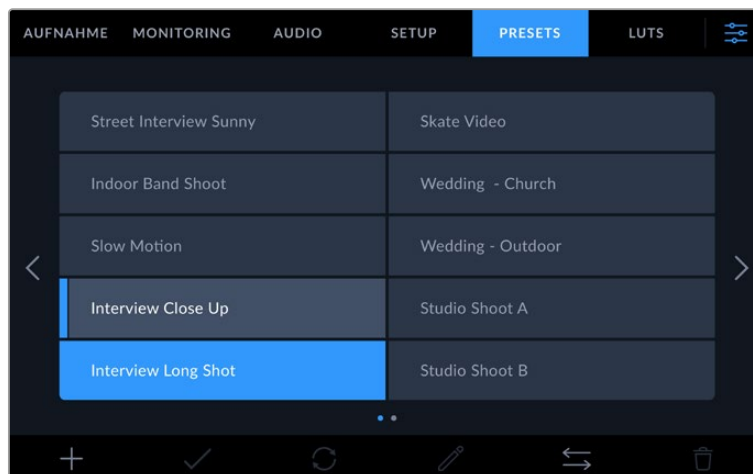 AUFNAHME MONITORING AUDIO SETUP PRESETS LUTS
Street Interview Sunny
Skate Video
Indoor Band Shoot
Wedding - Church
Slow Motion
Wedding - Outdoor
Interview Close Up
Studio Shoot A
Interview Long Shot
Studio Shoot B